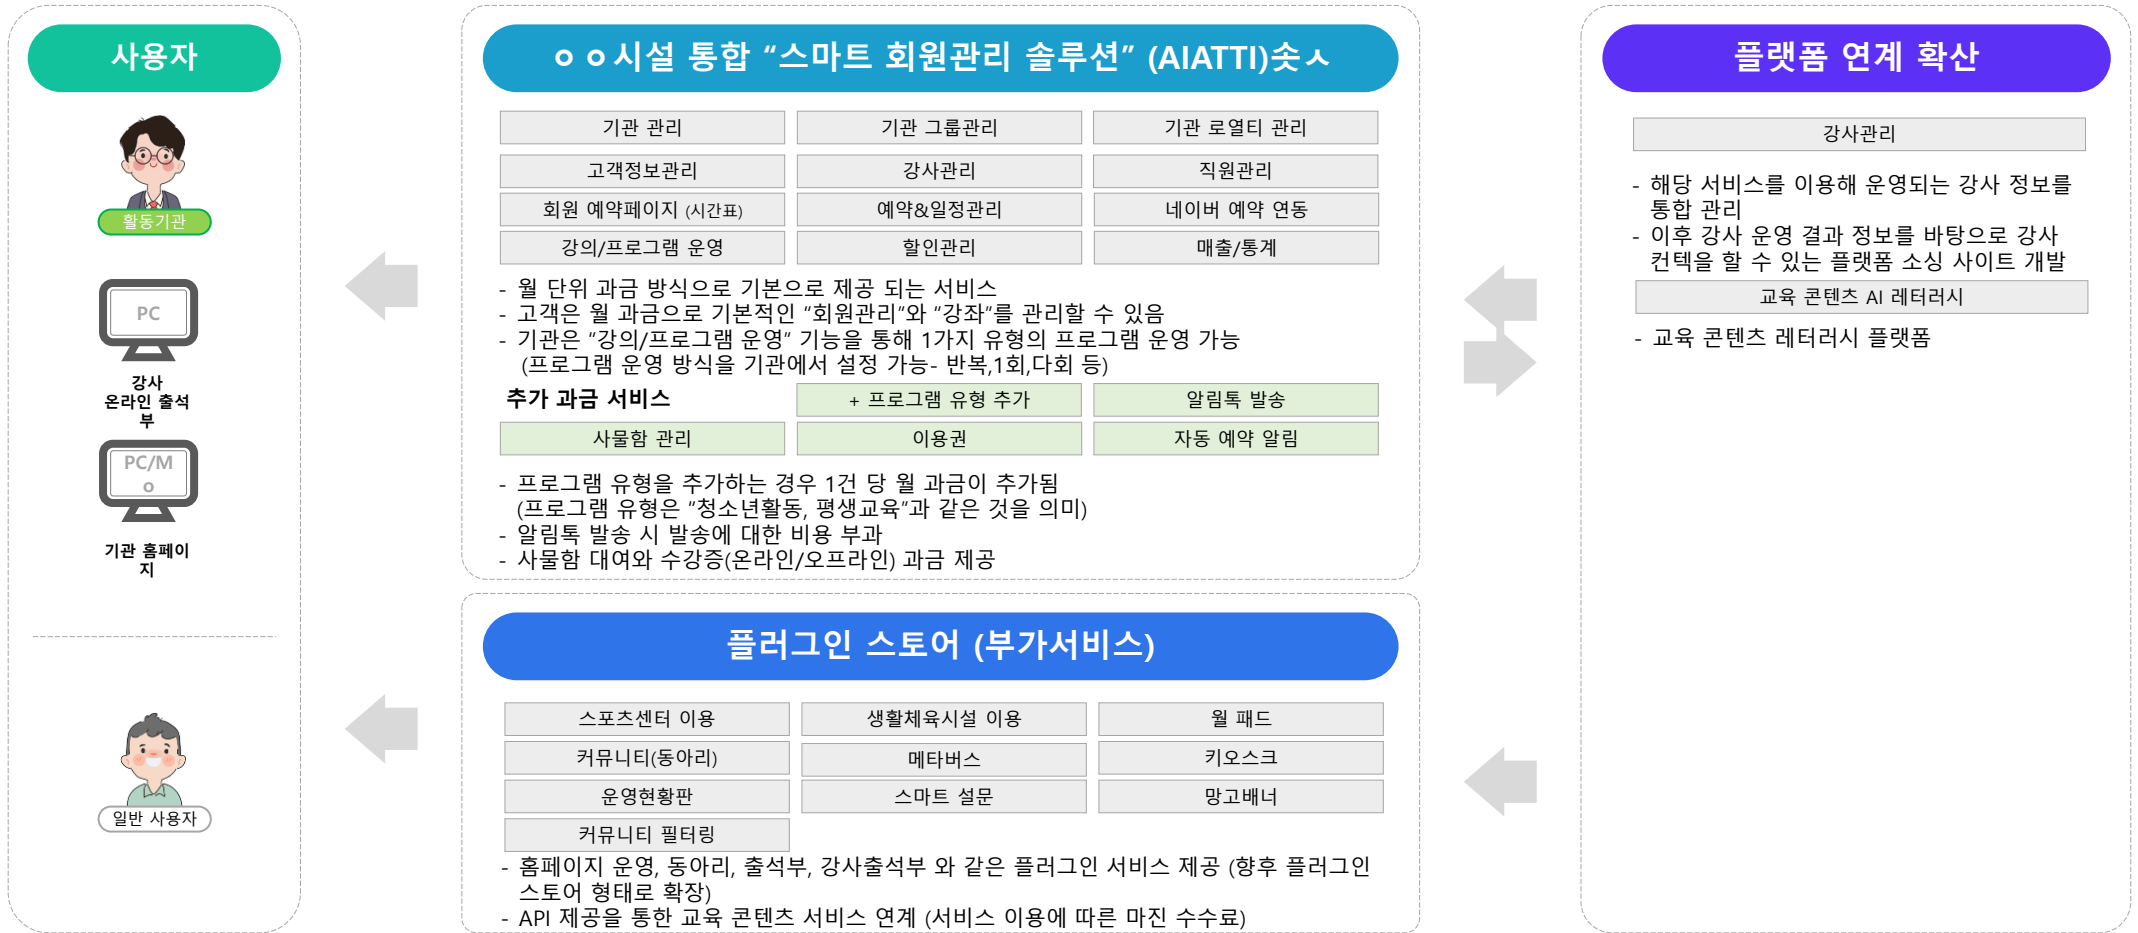 사용자
활동기관
PC
강사
온라인 출석
부
PC/M
o
기관 홈페이
지
일반 사용자
ㅇㅇ시설 통합 “스마트 회원관리 솔루션” (AIATTI)솟ㅅ
기관 관리
기관 그룹관리
기관 로열티 관리
고객정보관리
강사관리
직원관리
회원 예약페이지 (시간표)
예약&일정관리
네이버 예약 연동
강의/프로그램 운영
할인관리
매출/통계
- 월 단위 과금 방식으로 기본으로 제공 되는 서비스
- 고객은 월 과금으로 기본적인 “회원관리”와 “강좌”를 관리할 수 있음
- 기관은 “강의/프로그램 운영” 기능을 통해 1가지 유형의 프로그램 운영 가능
(프로그램 운영 방식을 기관에서 설정 가능- 반복,1회,다회 등)
추가 과금 서비스
+ 프로그램 유형 추가
알림톡 발송
사물함 관리
이용권
자동 예약 알림
- 프로그램 유형을 추가하는 경우 1건 당 월 과금이 추가됨
(프로그램 유형은 “청소년활동, 평생교육”과 같은 것을 의미)
- 알림톡 발송 시 발송에 대한 비용 부과
- 사물함 대여와 수강증(온라인/오프라인) 과금 제공
플러그인 스토어 (부가서비스)
스포츠센터 이용
생활체육시설 이용
월 패드
커뮤니티(동아리)
메타버스
키오스크
운영현황판
스마트 설문
망고배너
커뮤니티 필터링
- 홈페이지 운영, 동아리, 출석부, 강사출석부 와 같은 플러그인 서비스 제공 (향후 플러그인
스토어 형태로 확장)
- API 제공을 통한 교육 콘텐츠 서비스 연계 (서비스 이용에 따른 마진 수수료)
플랫폼 연계 확산
강사관리
- 해당 서비스를 이용해 운영되는 강사 정보를
통합 관리
- 이후 강사 운영 결과 정보를 바탕으로 강사
컨텍을 할 수 있는 플랫폼 소싱 사이트 개발
교육 콘텐츠 AI 레터러시
- 교육 콘텐츠 레터러시 플랫폼